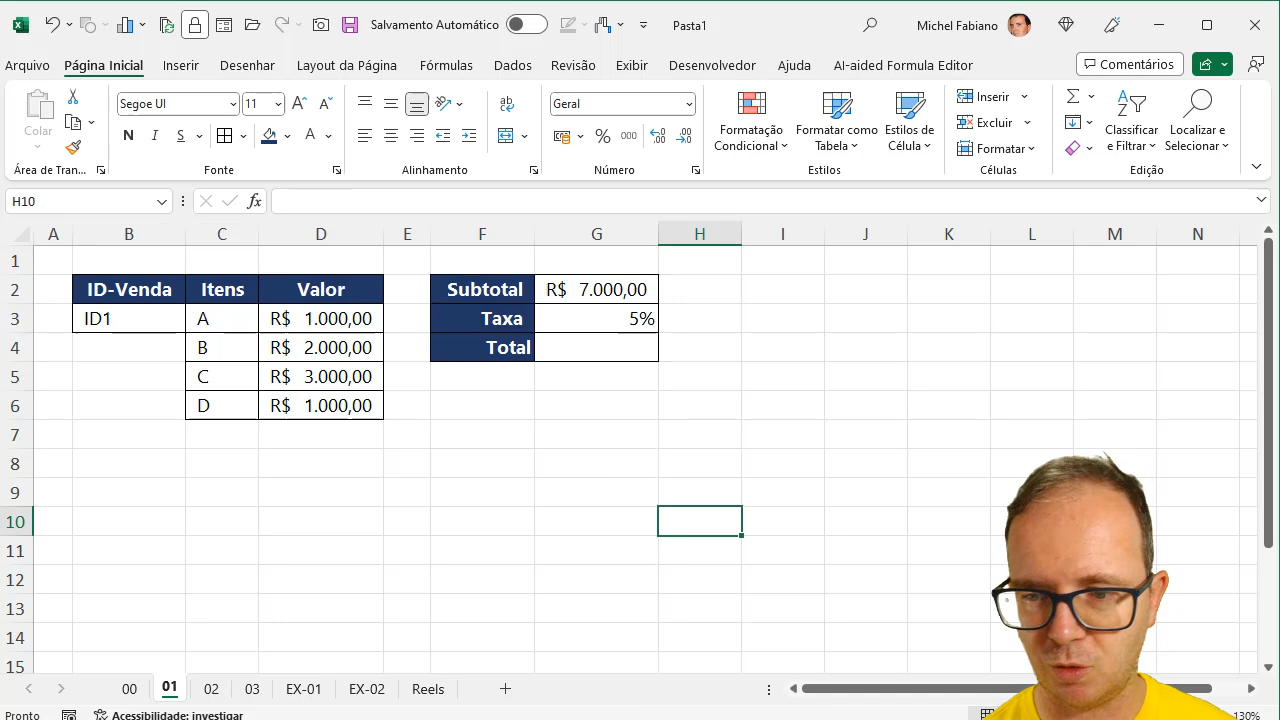 Salvamento Automático
Pasta1
Michel Fabiano
Arquivo Página Inicial Inserir Desenhar Layout da Página Fórmulas Dados Revisão Exibir Desenvolvedor Ajuda AI-aided Formula Editor
Comentários
Colar
Segoe UI 11
N I S A
Geral
% 000
Formatação Condicional
Formatar como Tabela
Estilos de Célula
Inserir
Excluir
Formatar
Classificar e Filtrar
Localizar e Selecionar
Área de Tran... Fonte Alinhamento Número Estilos Células Edição
H10 fx
A B C D E F G H I J K L M N
1
2 ID-Venda Itens Valor Subtotal R$ 7.000,00
3 ID1 A R$ 1.000,00 Taxa 5%
4 B R$ 2.000,00 Total
5 C R$ 3.000,00
6 D R$ 1.000,00
7
8
9
10
11
12
13
14
15
00 01 02 03 EX-01 EX-02 Reels
Pronto Acessibilidade: investigar 130%